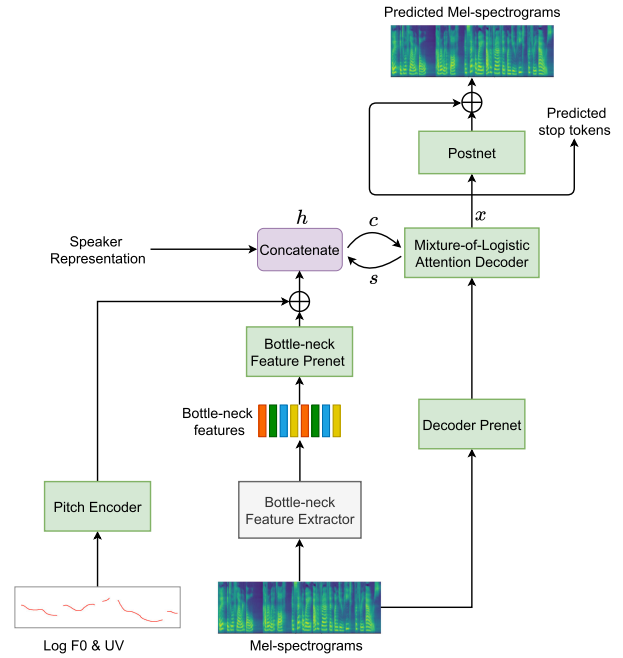 Predicted Mel-spectrograms
Predicted
stop tokens
Postnet
x
h
c
Speaker
Representation
Concatenate
Mixture-of-Logistic
Attention Decoder
s
Bottle-neck
Feature Prenet
Bottle-neck
features
Decoder Prenet
Pitch Encoder
Bottle-neck
Feature Extractor
Log F0 & UV
Mel-spectrograms